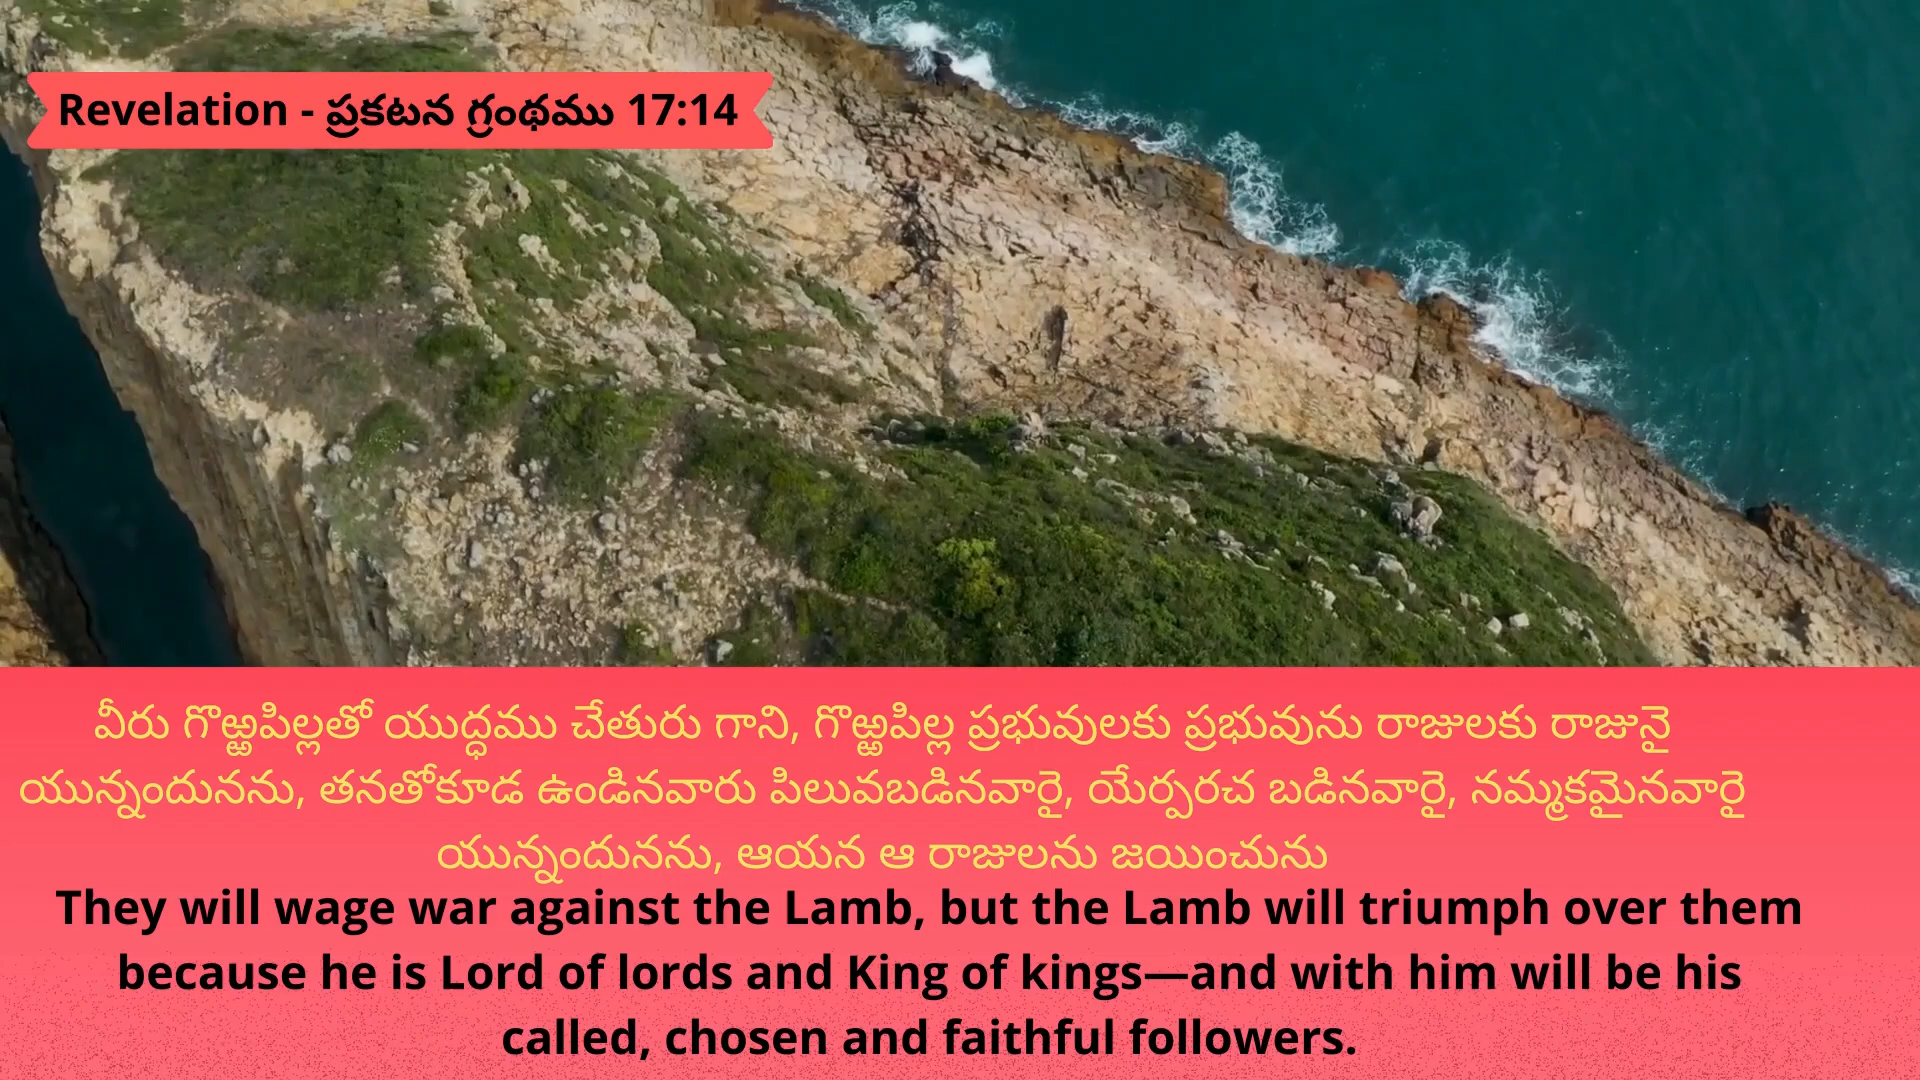 Revelation - ప్రకటన గ్రంథము 17:14
వీరు గొఱ్ఱపిల్లతో యుద్ధము చేతురు గాని, గొఱ్ఱపిల్ల ప్రభువులకు ప్రభువును రాజులకు రాజునై
యున్నందునను, తనతోకూడ ఉండినవారు పిలువబడినవారై, యేర్పరచ బడినవారై, నమ్మకమైనవారై
యున్నందునను, ఆయన ఆ రాజులను జయించును
They will wage war against the Lamb, but the Lamb will triumph over them
because he is Lord of lords and King of kings—and with him will be his
called, chosen and faithful followers.